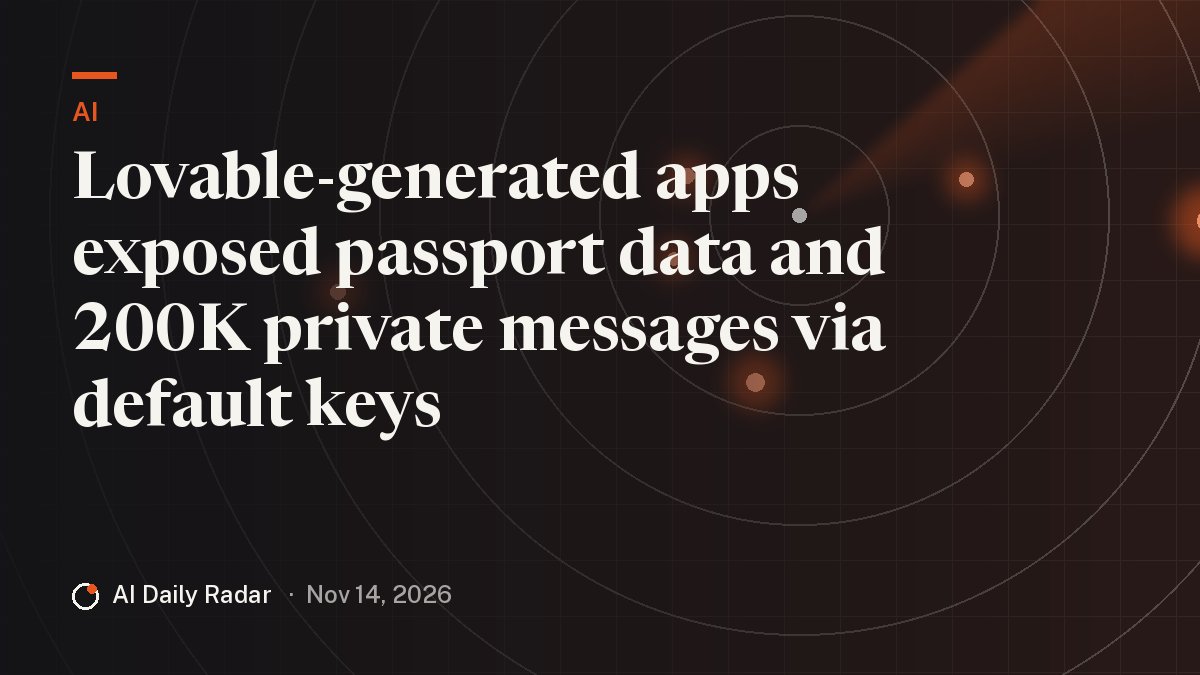 AI
Lovable-generated apps
exposed passport data and
200K private messages via
default keys
AI Daily Radar · Nov 14, 2026